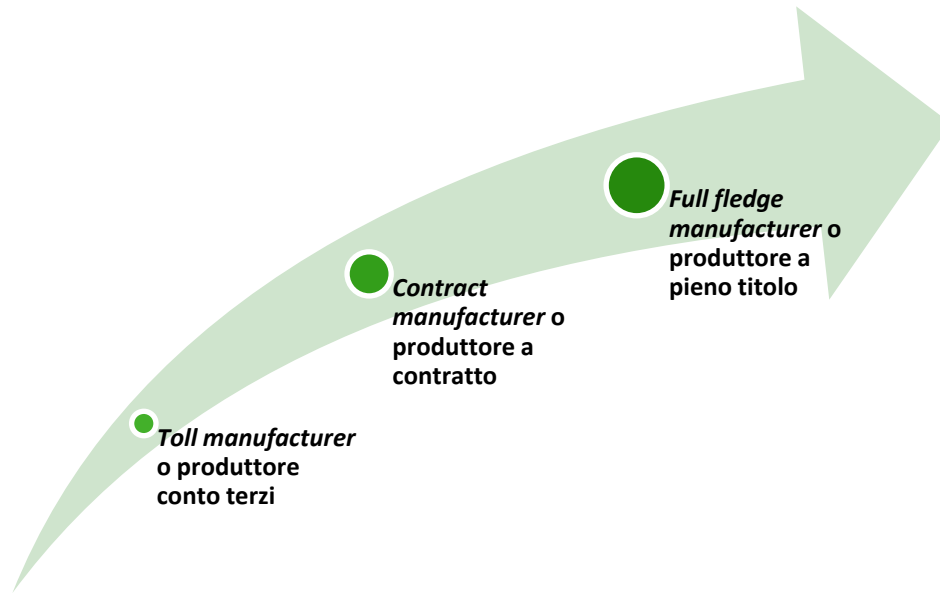 Full fledge
manufacturer o
produttore a
pieno titolo
Contract
manufacturer o
produttore a
contratto
Toll manufacturer
o produttore
conto terzi